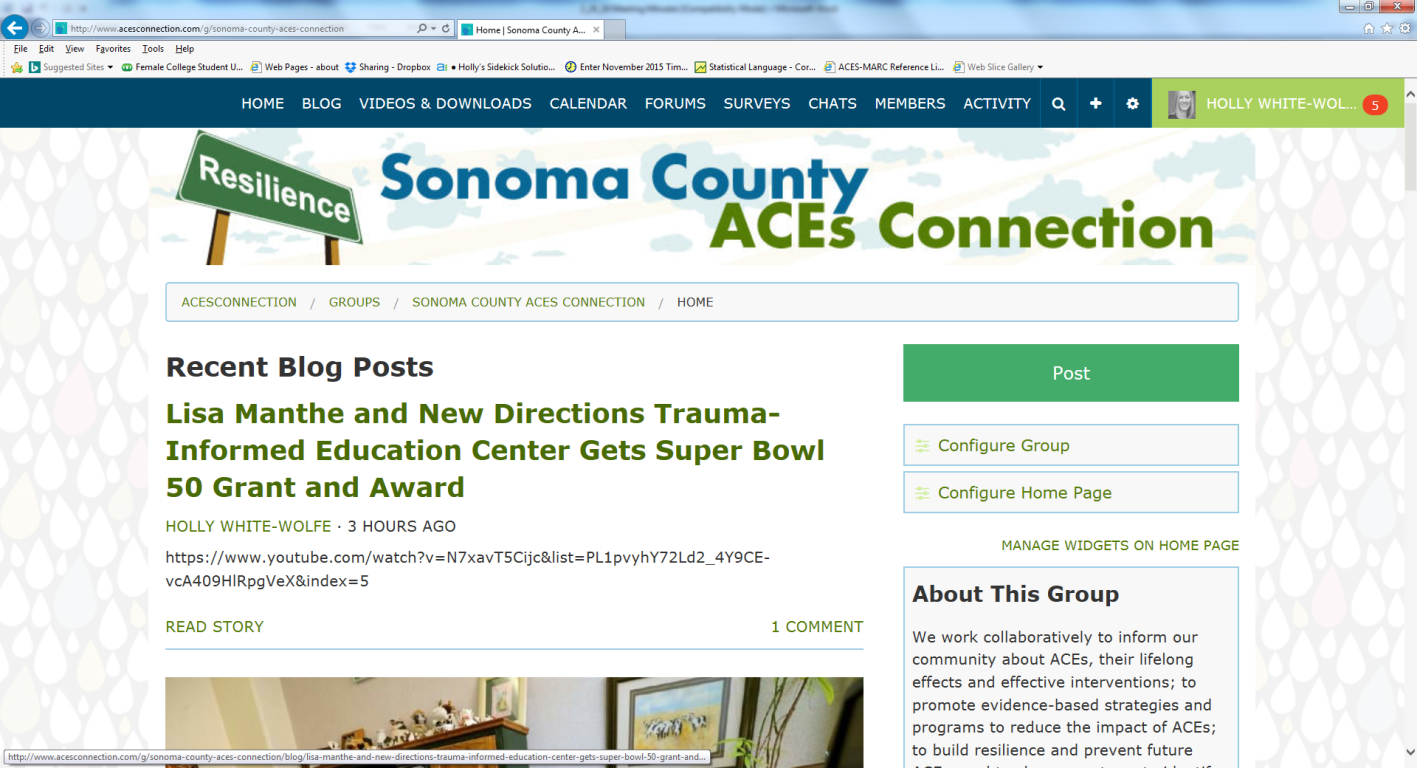 2_9_16 Meeting Minutes [Compatibility Mode] - Microsoft Word
http://www.acesconnection.com/g/sonoma-county-aces-connection
Home | Sonoma County A...
File Edit View Favorites Tools Help
Suggested Sites Female College Student U... Web Pages - about Sharing - Dropbox • Holly's Sidekick Solutio... Enter November 2015 Tim... Statistical Language - Cor... ACES-MARC Reference Li... Web Slice Gallery
HOME BLOG VIDEOS & DOWNLOADS CALENDAR FORUMS SURVEYS CHATS MEMBERS ACTIVITY HOLLY WHITE-WOL... 5
Resilience
Sonoma County
ACEs Connection
ACESCONNECTION / GROUPS / SONOMA COUNTY ACES CONNECTION / HOME
Recent Blog Posts
Lisa Manthe and New Directions Trauma-
Informed Education Center Gets Super Bowl
50 Grant and Award
HOLLY WHITE-WOLFE · 3 HOURS AGO
https://www.youtube.com/watch?v=N7xavT5Cijc&list=PL1pvyhY72Ld2_4Y9CE-
vcA409HlRpgVeX&index=5
READ STORY 1 COMMENT
Post
Configure Group
Configure Home Page
MANAGE WIDGETS ON HOME PAGE
About This Group
We work collaboratively to inform our
community about ACEs, their lifelong
effects and effective interventions; to
promote evidence-based strategies and
programs to reduce the impact of ACEs;
to build resilience and prevent future
http://www.acesconnection.com/g/sonoma-county-aces-connection/blog/lisa-manthe-and-new-directions-trauma-informed-education-center-gets-super-bowl-50-grant-and...